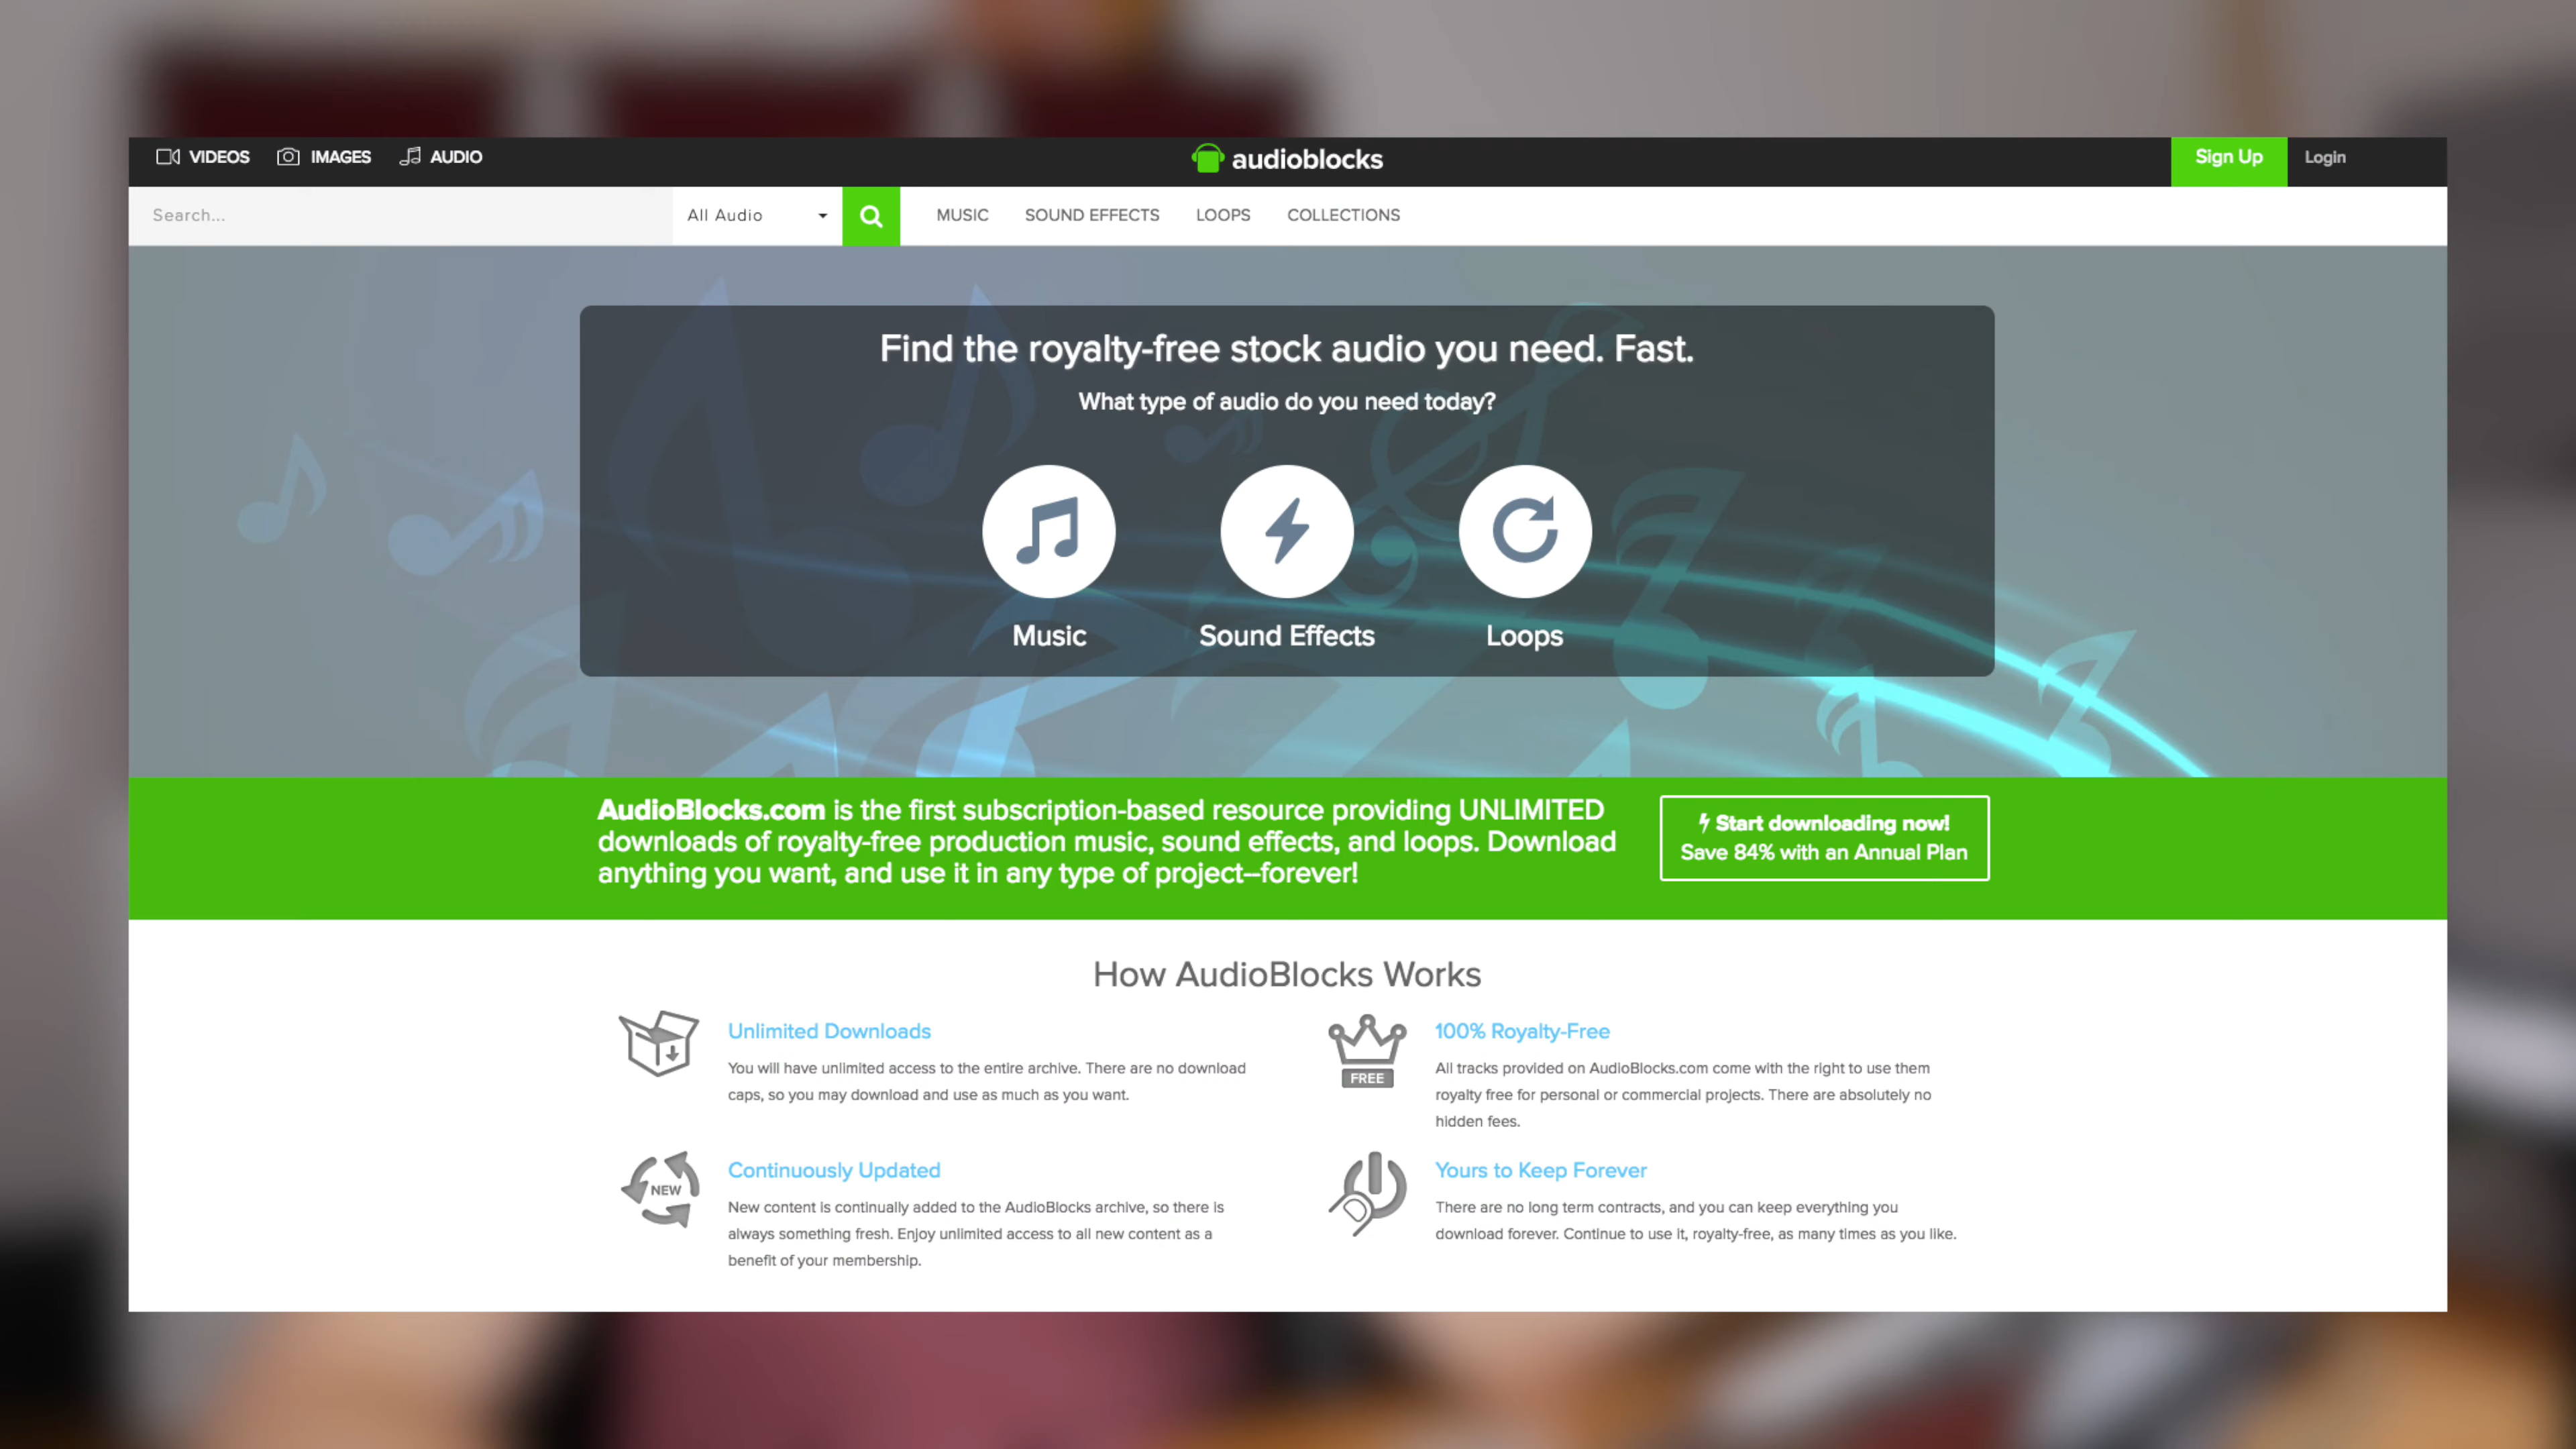 VIDEOS IMAGES AUDIO audioblocks Sign Up Login
Search... All Audio MUSIC SOUND EFFECTS LOOPS COLLECTIONS
Find the royalty-free stock audio you need. Fast.
What type of audio do you need today?
Music Sound Effects Loops
AudioBlocks.com is the first subscription-based resource providing UNLIMITED
downloads of royalty-free production music, sound effects, and loops. Download
anything you want, and use it in any type of project–forever!
Start downloading now!
Save 84% with an Annual Plan
How AudioBlocks Works
Unlimited Downloads
You will have unlimited access to the entire archive. There are no download
caps, so you may download and use as much as you want.
FREE
100% Royalty-Free
All tracks provided on AudioBlocks.com come with the right to use them
royalty free for personal or commercial projects. There are absolutely no
hidden fees.
NEW
Continuously Updated
New content is continually added to the AudioBlocks archive, so there is
always something fresh. Enjoy unlimited access to all new content as a
benefit of your membership.
Yours to Keep Forever
There are no long term contracts, and you can keep everything you
download forever. Continue to use it, royalty-free, as many times as you like.